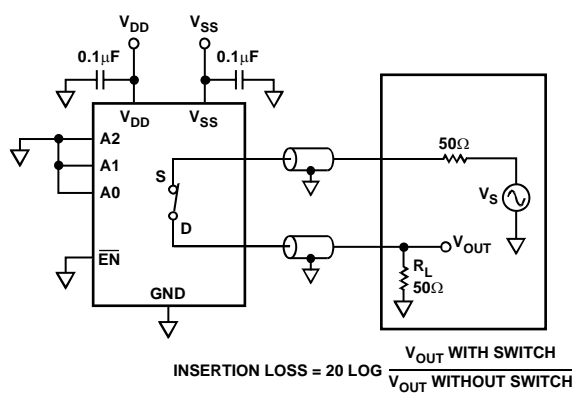 VDD VSS
0.1μF 0.1μF
VDD VSS
A2
A1
A0
S
D
EN
GND
50Ω
VS
VOUT
RL
50Ω
INSERTION LOSS = 20 LOG VOUT WITH SWITCH
VOUT WITHOUT SWITCH